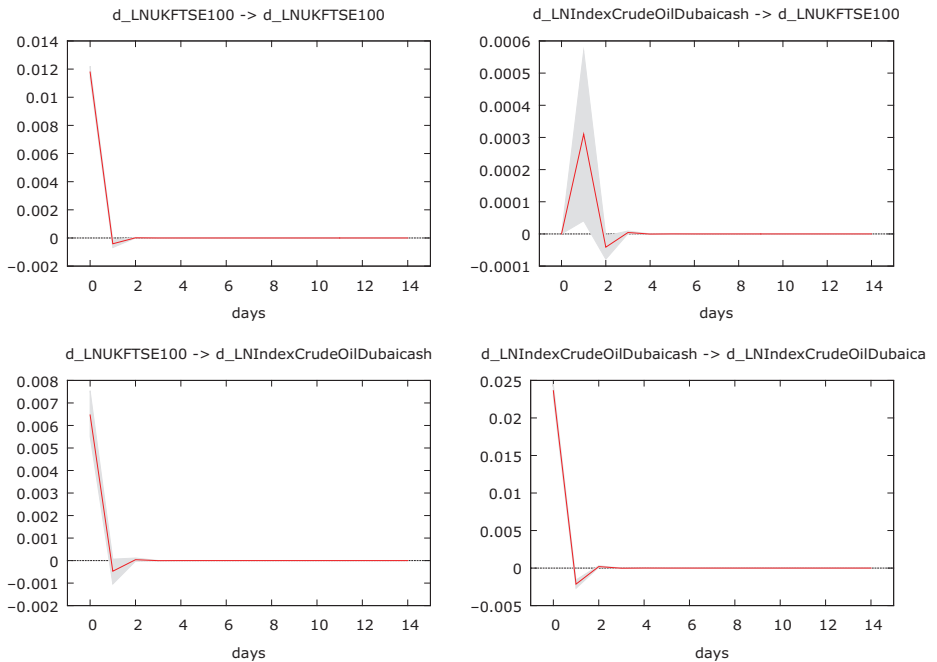 d_LNUKFTSE100 -> d_LNUKFTSE100
0.014
0.012
0.01
0.008
0.006
0.004
0.002
0
−0.002
0 2 4 6 8 10 12 14
days
d_LNIndexCrudeOilDubaicash -> d_LNUKFTSE100
0.0006
0.0005
0.0004
0.0003
0.0002
0.0001
0
−0.0001
0 2 4 6 8 10 12 14
days
d_LNUKFTSE100 -> d_LNIndexCrudeOilDubaicash
0.008
0.007
0.006
0.005
0.004
0.003
0.002
0.001
0
−0.001
−0.002
0 2 4 6 8 10 12 14
days
d_LNIndexCrudeOilDubaicash -> d_LNIndexCrudeOilDubaica
0.025
0.02
0.015
0.01
0.005
0
−0.005
0 2 4 6 8 10 12 14
days